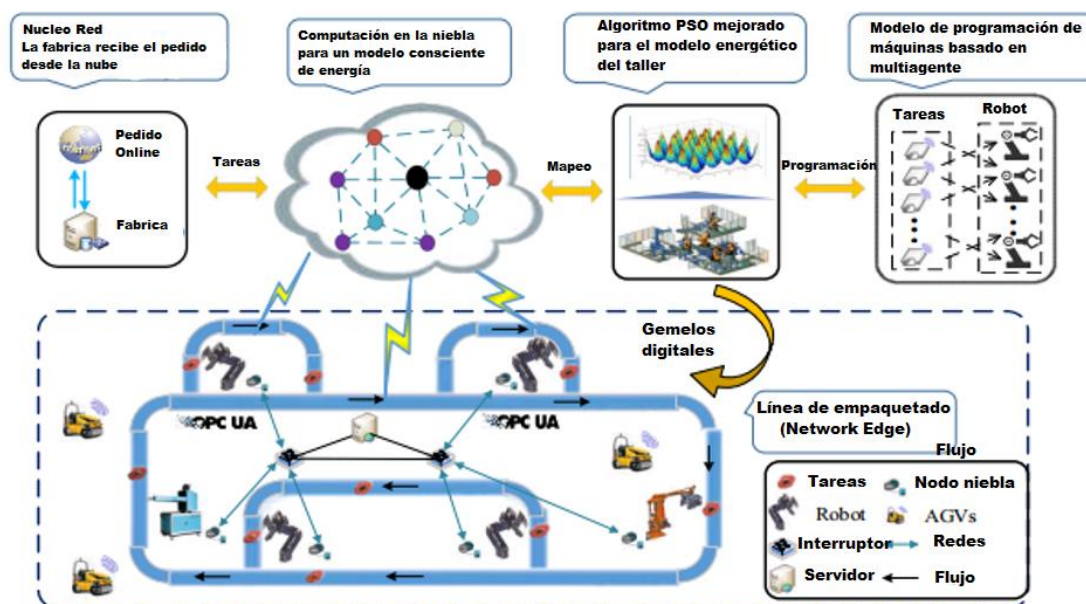 Nucleo Red
La fabrica recibe el pedido
desde la nube
Computación en la niebla
para un modelo consciente
de energía
Algoritmo PSO mejorado
para el modelo energético
del taller
Modelo de programación de
máquinas basado en
multiagente
Pedido
Online
Fabrica
Tareas
Mapeo
Programación
Tareas
Robot
Gemelos
digitales
OPC UA
OPC UA
Línea de empaquetado
(Network Edge)
Flujo
Tareas
Nodo niebla
Robot
AGVs
Interruptor
Redes
Servidor
Flujo